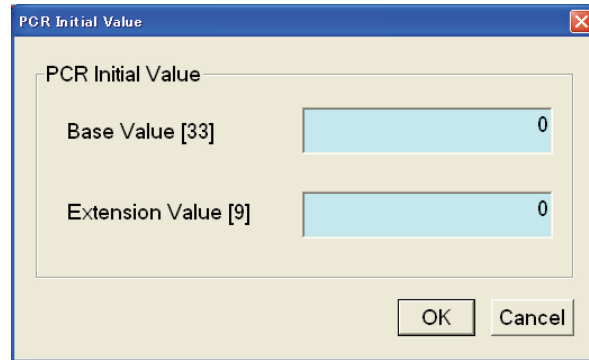 PCR Initial Value
PCR Initial Value
Base Value [33]
0
Extension Value [9]
0
OK
Cancel